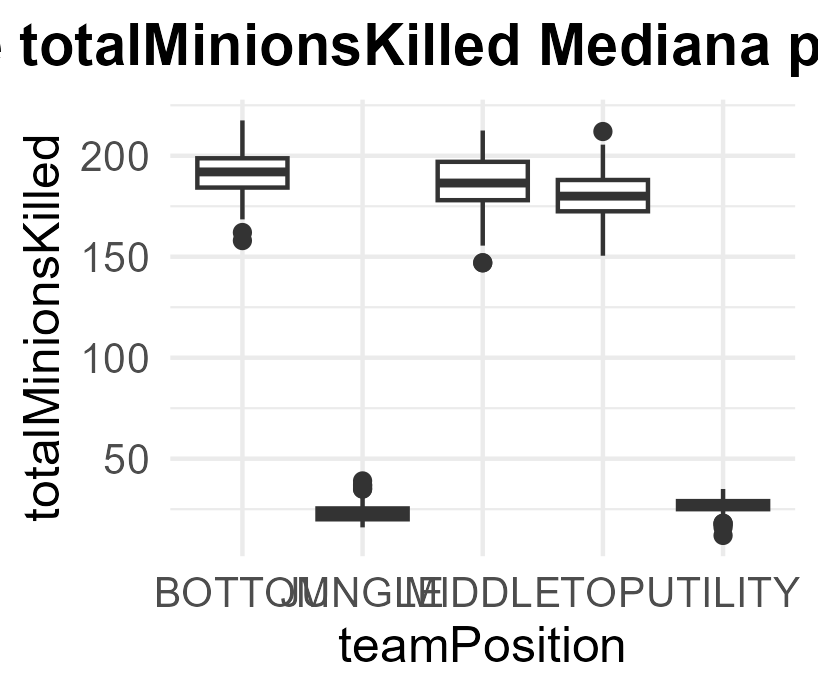 totalMinionsKilled Mediana
totalMinionsKilled
200
150
100
50
BOTTOM JUNGLE MIDDLE TOP UTILITY
teamPosition